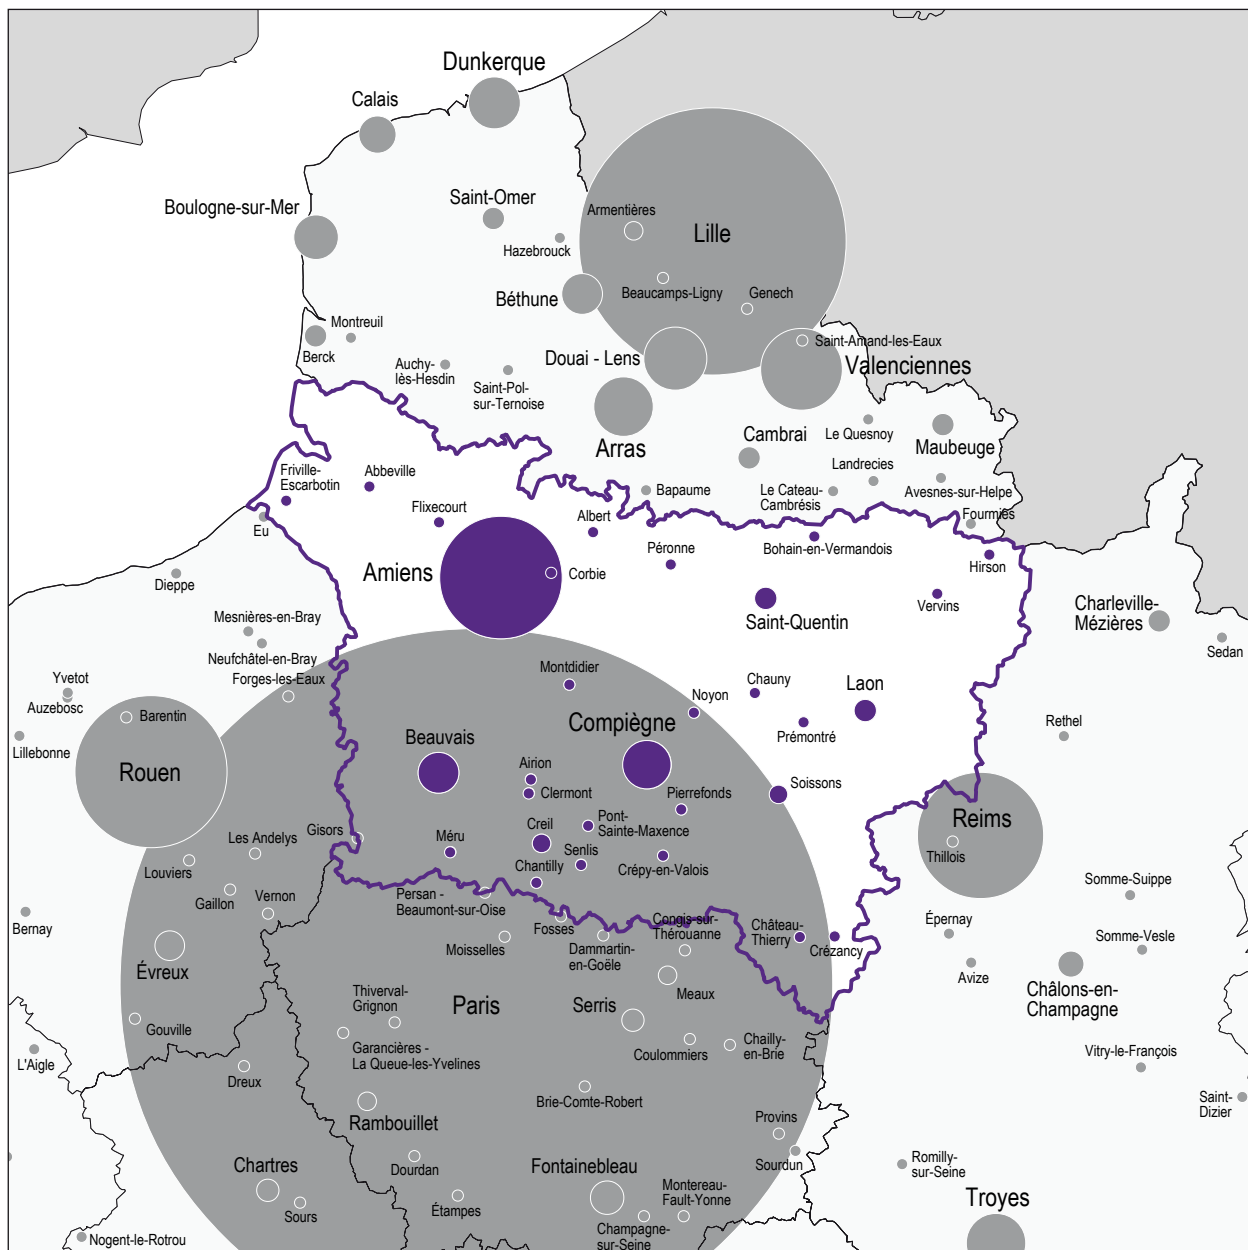 Dunkerque
Calais
Boulogne-sur-Mer
Saint-Omer
Armentières
Lille
Hazebrouck
Béthune
Beaucamps-Ligny
Genech
Montreuil
Berck
Saint-Amand-les-Eaux
Douai - Lens
Valenciennes
Auchy-
lès-Hesdin
Saint-Pol-
sur-Ternoise
Arras
Cambrai
Le Quesnoy
Maubeuge
Landrecies
Friville-
Escarbotin
Abbeville
Bapaume
Le Cateau-
Cambrésis
Avesnes-sur-Helpe
Flixecourt
Albert
Fourmies
Eu
Péronne
Bohain-en-Vermandois
Hirson
Amiens
Corbie
Dieppe
Vervins
Charleville-
Mézières
Mesnières-en-Bray
Saint-Quentin
Sedan
Neufchâtel-en-Bray
Forges-les-Eaux
Montdidier
Yvetot
Auzebosc
Barentin
Noyon
Chauny
Laon
Rethel
Lillebonne
Beauvais
Compiègne
Prémontré
Rouen
Airion
Clermont
Pierrefonds
Soissons
Reims
Gisors
Les Andelys
Méru
Creil
Pont-
Sainte-Maxence
Thillois
Louviers
Chantilly
Senlis
Crépy-en-Valois
Somme-Suippe
Gaillon
Vernon
Persan -
Beaumont-sur-Oise
Bernay
Fosses
Congis-sur-
Thérouanne
Château-
Thierry
Crézancy
Épernay
Somme-Vesle
Moisselles
Dammartin-
en-Goële
Évreux
Avize
Châlons-en-
Champagne
Meaux
Thiverval-
Grignon
Paris
Serris
Gouville
Garancières -
La Queue-les-Yvelines
Coulommiers
Chailly-
en-Brie
Vitry-le-François
L'Aigle
Dreux
Brie-Comte-Robert
Saint-
Dizier
Rambouillet
Provins
Chartres
Dourdan
Fontainebleau
Sourdun
Romilly-
sur-Seine
Sours
Étampes
Montereau-
Fault-Yonne
Troyes
Champagne-
sur-Seine
Nogent-le-Rotrou